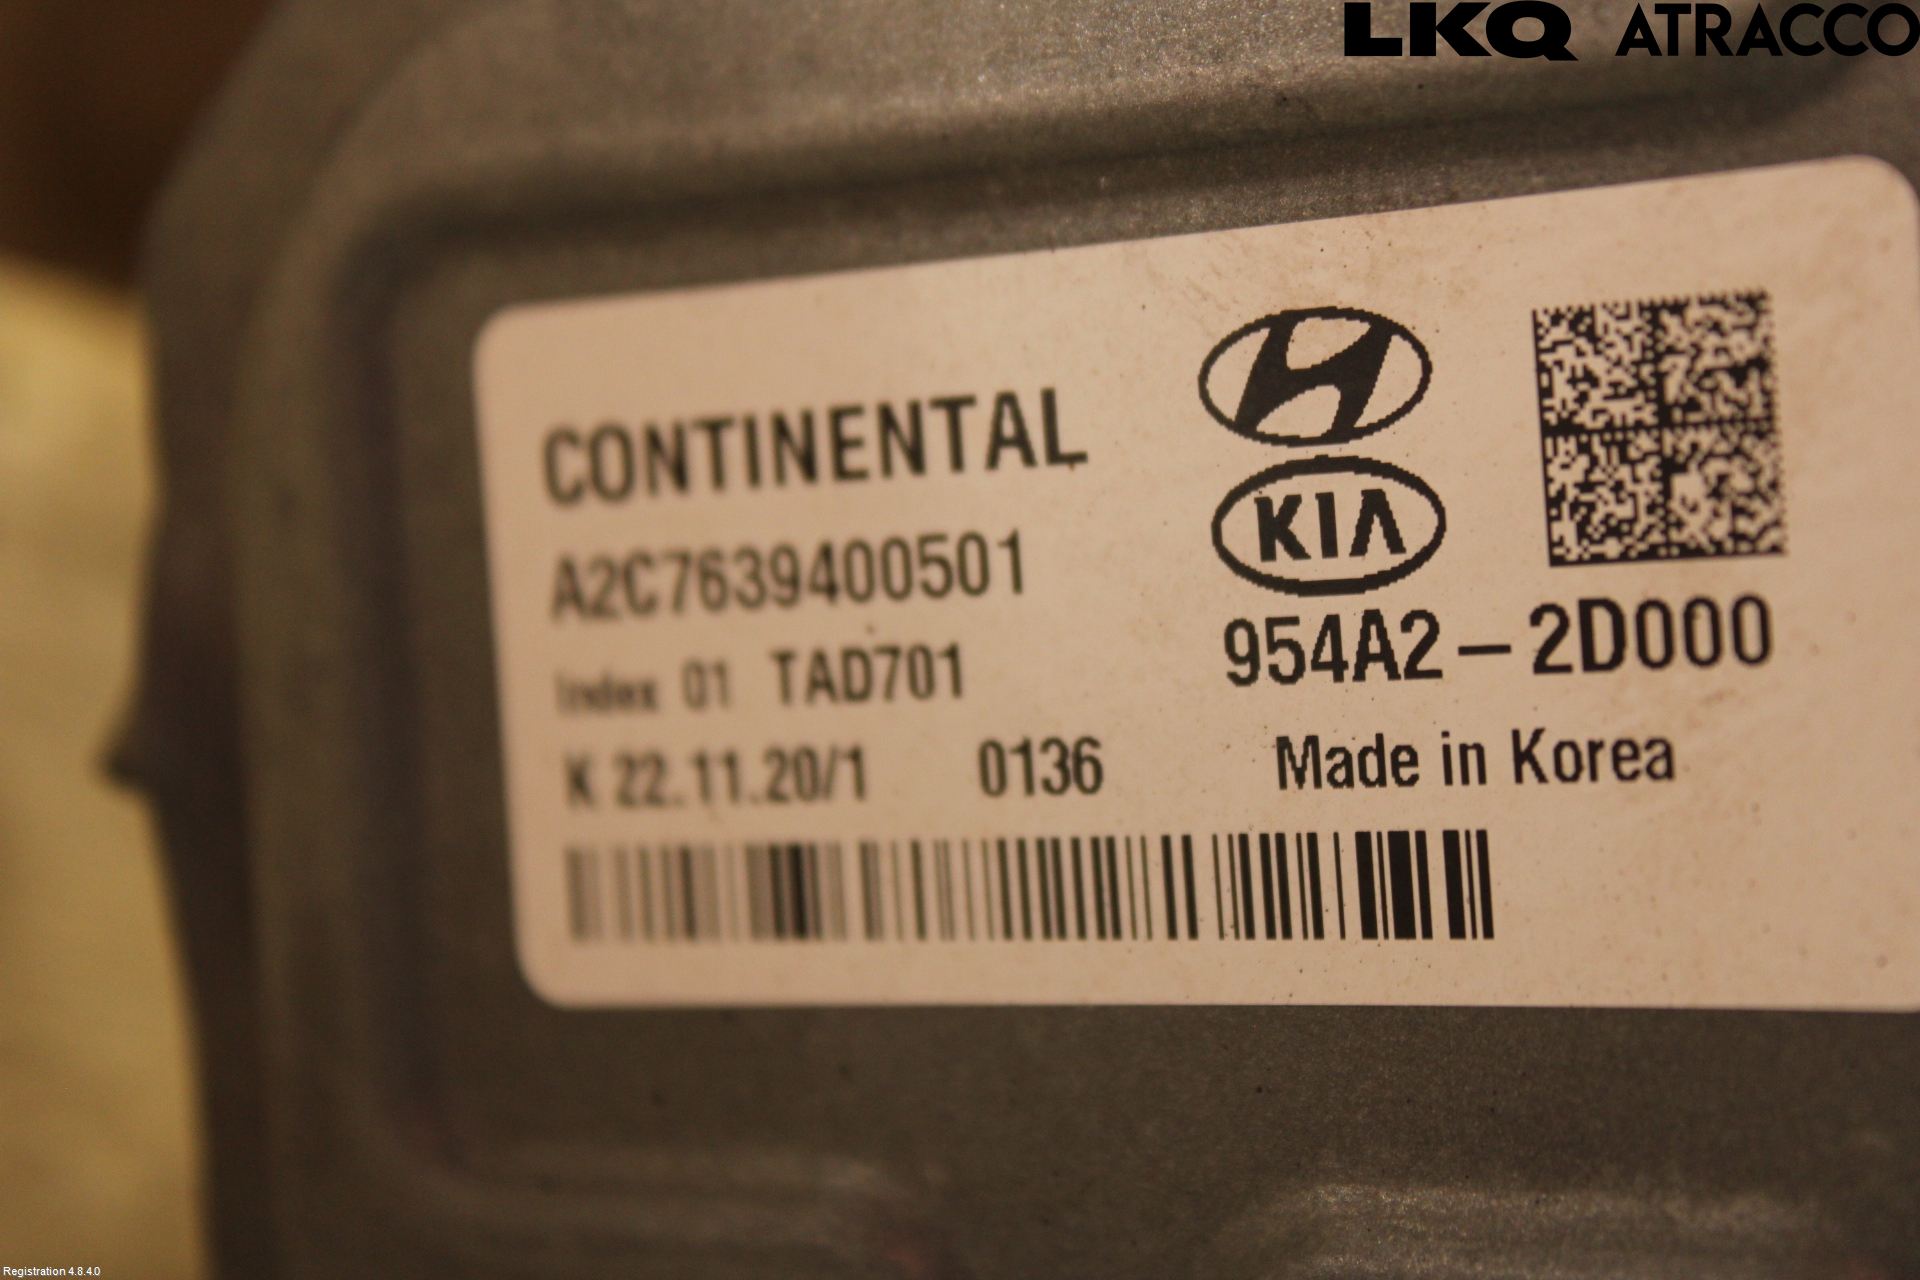 LKQ ATRACCO
CONTINENTAL
A2C7639400501
Index 01 TAD701
K 22.11.20/1 0136
KIA
954A2-2D000
Made in Korea
Registration 4.8.4.0